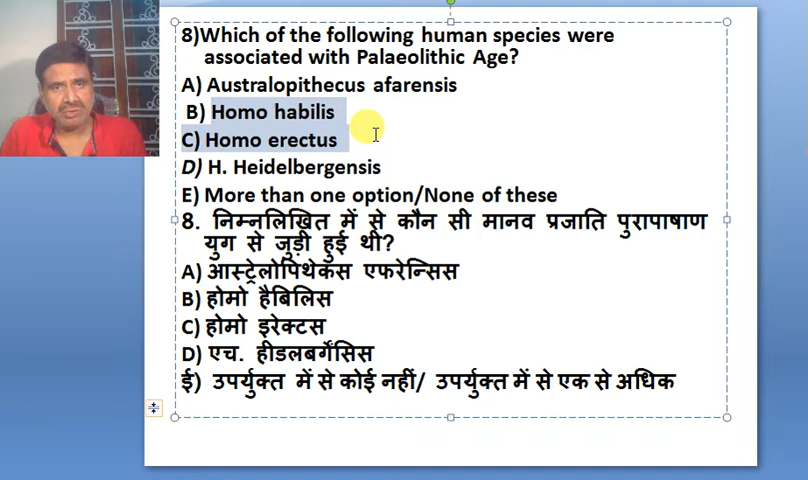 8)Which of the following human species were
associated with Palaeolithic Age?
A) Australopithecus afarensis
B) Homo habilis
C) Homo erectus
D) H. Heidelbergensis
E) More than one option/None of these
8. निम्नलिखित में से कौन सी मानव प्रजाति पुरापाषाण
युग से जुड़ी हुई थी?
A) आस्ट्रेलोपिथेकस एफरेन्सिस
B) होमो हैबिलिस
C) होमो इरेक्टस
D) एच. हीडलबर्गेंसिस
ई) उपर्युक्त में से कोई नहीं/ उपर्युक्त में से एक से अधिक